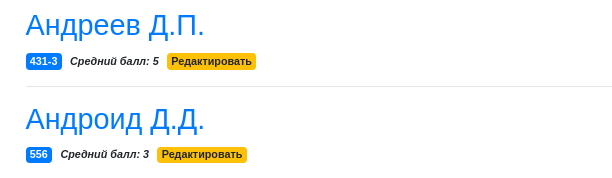 Андреев Д.П.
431-3 Средний балл: 5 Редактировать
Андроид Д.Д.
556 Средний балл: 3 Редактировать